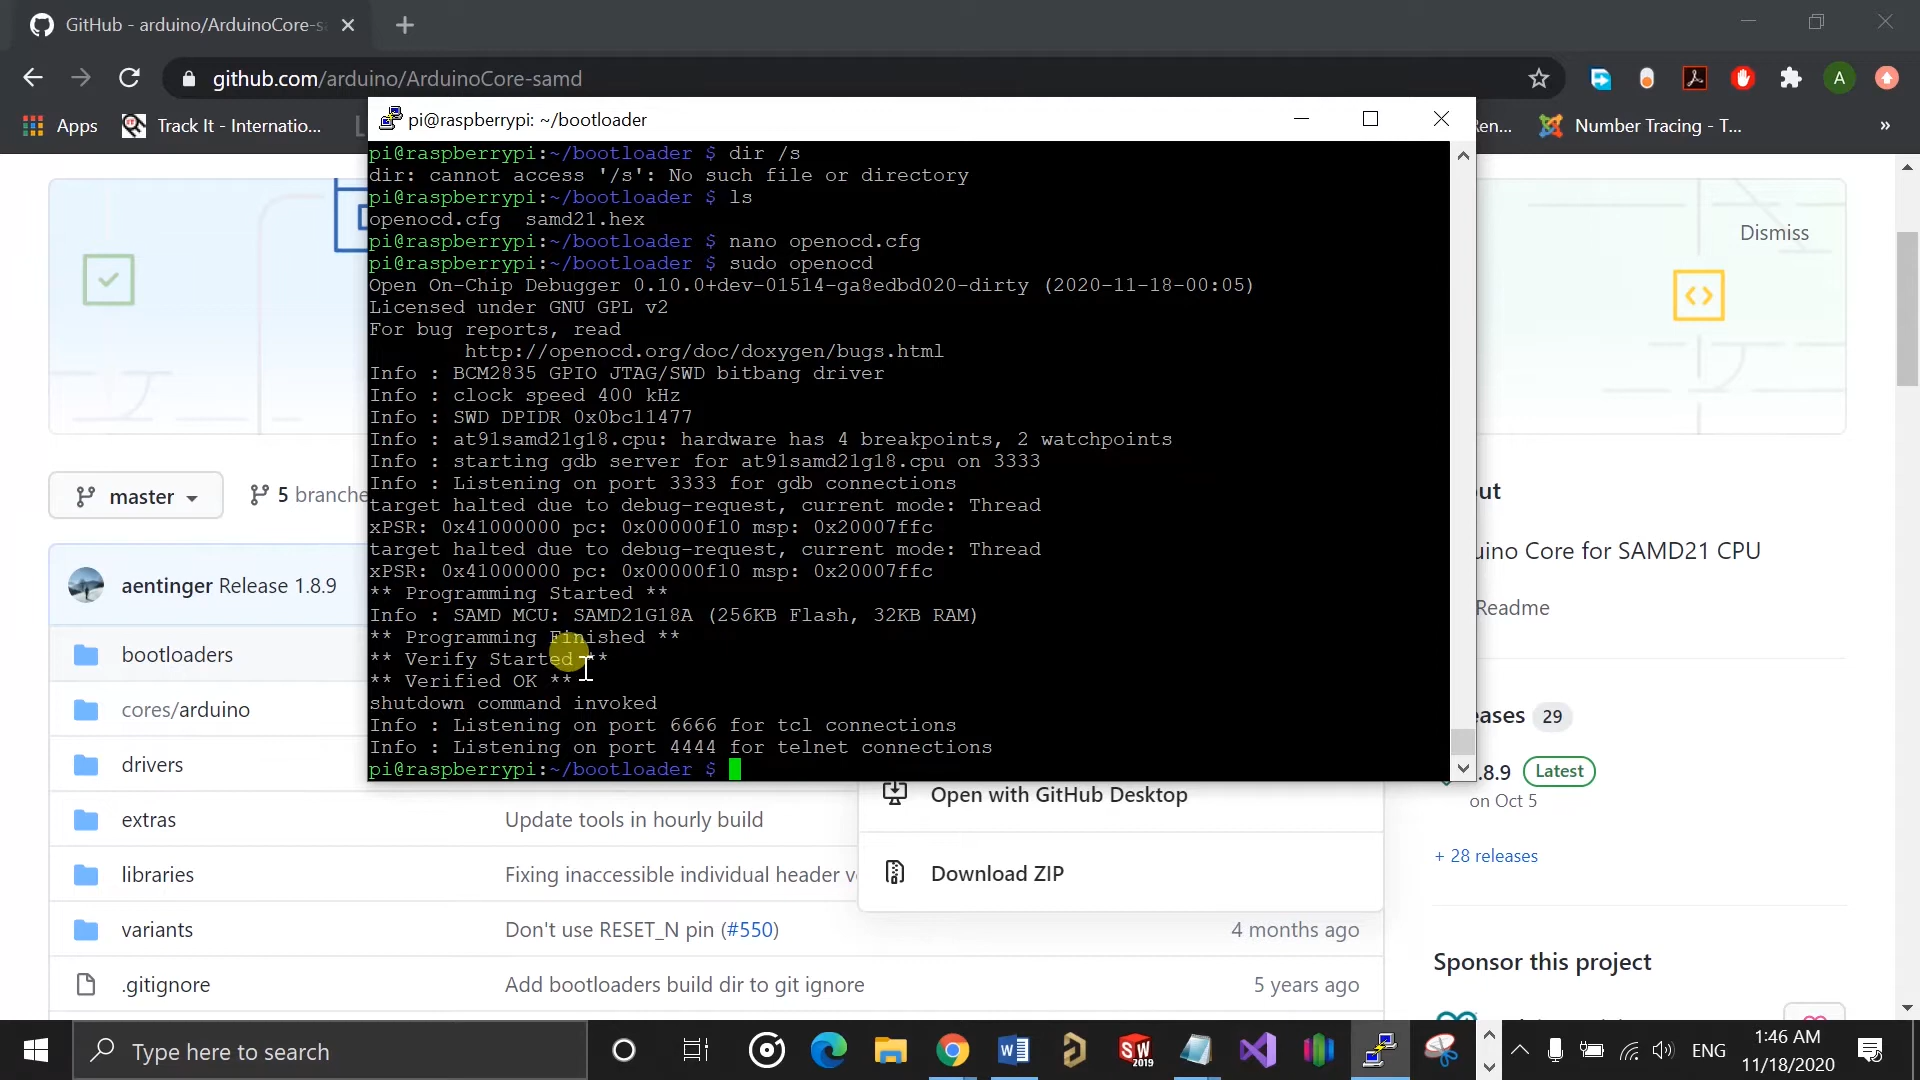 GitHub - arduino/ArduinoCore-s
github.com/arduino/ArduinoCore-samd
A
Apps
Track It - Internatio...
en...
Number Tracing - T...
»
pi@raspberrypi: ~/bootloader
pi@raspberrypi:~/bootloader $ dir /s
dir: cannot access '/s': No such file or directory
pi@raspberrypi:~/bootloader $ ls
openocd.cfg  samd21.hex
pi@raspberrypi:~/bootloader $ nano openocd.cfg
pi@raspberrypi:~/bootloader $ sudo openocd
Open On-Chip Debugger 0.10.0+dev-01514-ga8edbd020-dirty (2020-11-18-00:05)
Licensed under GNU GPL v2
For bug reports, read
http://openocd.org/doc/doxygen/bugs.html
Info : BCM2835 GPIO JTAG/SWD bitbang driver
Info : clock speed 400 kHz
Info : SWD DPIDR 0x0bc11477
Info : at91samd21g18.cpu: hardware has 4 breakpoints, 2 watchpoints
Info : starting gdb server for at91samd21g18.cpu on 3333
Info : Listening on port 3333 for gdb connections
target halted due to debug-request, current mode: Thread
xPSR: 0x41000000 pc: 0x00000f10 msp: 0x20007ffc
target halted due to debug-request, current mode: Thread
xPSR: 0x41000000 pc: 0x00000f10 msp: 0x20007ffc
** Programming Started **
Info : SAMD MCU: SAMD21G18A (256KB Flash, 32KB RAM)
** Programming Finished **
** Verify Started **
** Verified OK **
shutdown command invoked
Info : Listening on port 6666 for tcl connections
Info : Listening on port 4444 for telnet connections
pi@raspberrypi:~/bootloader $
Dismiss
master
5 branche
aentinger Release 1.8.9
bootloaders
cores/arduino
drivers
extras
Update tools in hourly build
libraries
Fixing inaccessible individual header v
variants
Don't use RESET_N pin (#550)
4 months ago
.gitignore
Add bootloaders build dir to git ignore
5 years ago
Open with GitHub Desktop
Download ZIP
out
uino Core for SAMD21 CPU
Readme
eases 29
.8.9 Latest
on Oct 5
+ 28 releases
Sponsor this project
Type here to search
SW
2019
ENG
1:46 AM
11/18/2020